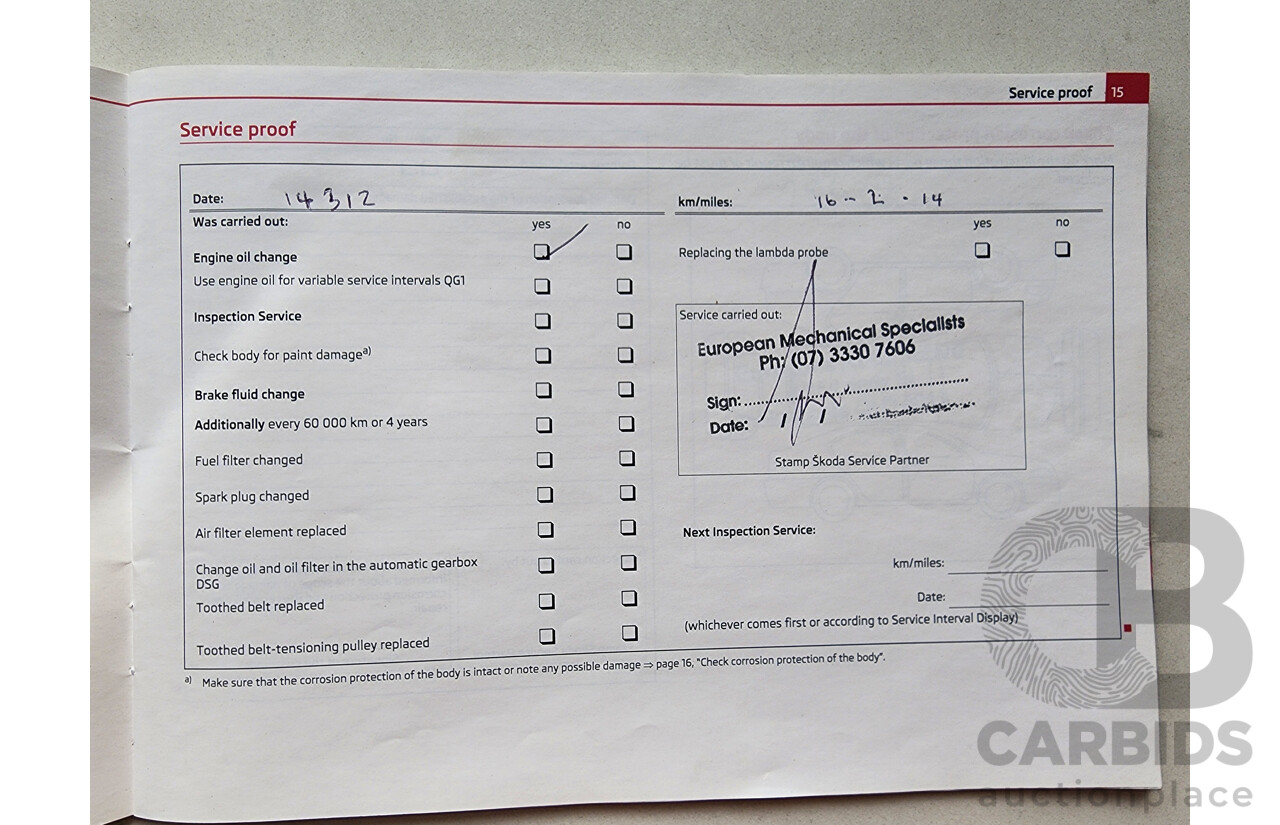 Service proof 15
Service proof
Date: 14312
km/miles: 16-2.14
Was carried out: yes no
yes no
Engine oil change
Replacing the lambda probe
Use engine oil for variable service intervals QG1
Inspection Service
Check body for paint damage a)
Brake fluid change
Additionally every 60 000 km or 4 years
Fuel filter changed
Spark plug changed
Air filter element replaced
Change oil and oil filter in the automatic gearbox
DSG
Toothed belt replaced
Toothed belt-tensioning pulley replaced
Service carried out:
European Mechanical Specialists
Ph: (07) 3330 7606
Sign:
Date: / /
Stamp Škoda Service Partner
Next Inspection Service:
km/miles:
Date:
(whichever comes first or according to Service Interval Display)
a) Make sure that the corrosion protection of the body is intact or note any possible damage ⇒ page 16, "Check corrosion protection of the body".
CB
CARBIDS
auctionplace